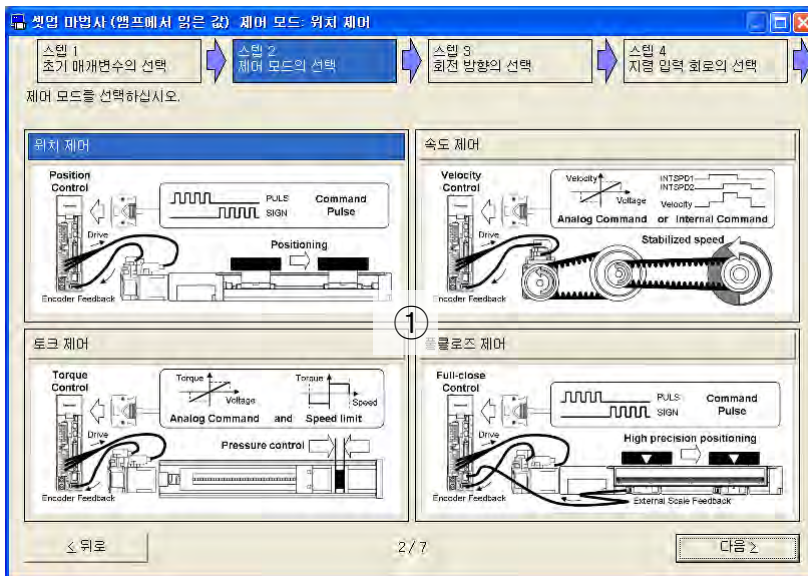 셋업 마법사 (앰프에서 읽은 값) 제어 모드: 위치 제어
스텝 1
초기 매개변수의 선택
스텝 2
제어 모드의 선택
스텝 3
회전 방향의 선택
스텝 4
지령 입력 회로의 선택
제어 모드를 선택하십시오.
위치 제어
Position
Control
PULS
SIGN
Command
Pulse
Drive
Positioning
Encoder Feedback
속도 제어
Velocity
Control
Velocity
Voltage
INTSPD1
INTSPD2
Velocity
Analog Command or Internal Command
Drive
Stabilized speed
Encoder Feedback
①
토크 제어
Torque
Control
Torque
Voltage
Torque
Speed
Analog Command and Speed limit
Drive
Pressure control
Encoder Feedback
풀클로즈 제어
Full-close
Control
PULS
SIGN
Command
Pulse
Drive
High precision positioning
Encoder Feedback
External Scale Feedback
≤ 뒤로
2/7
다음 ≥